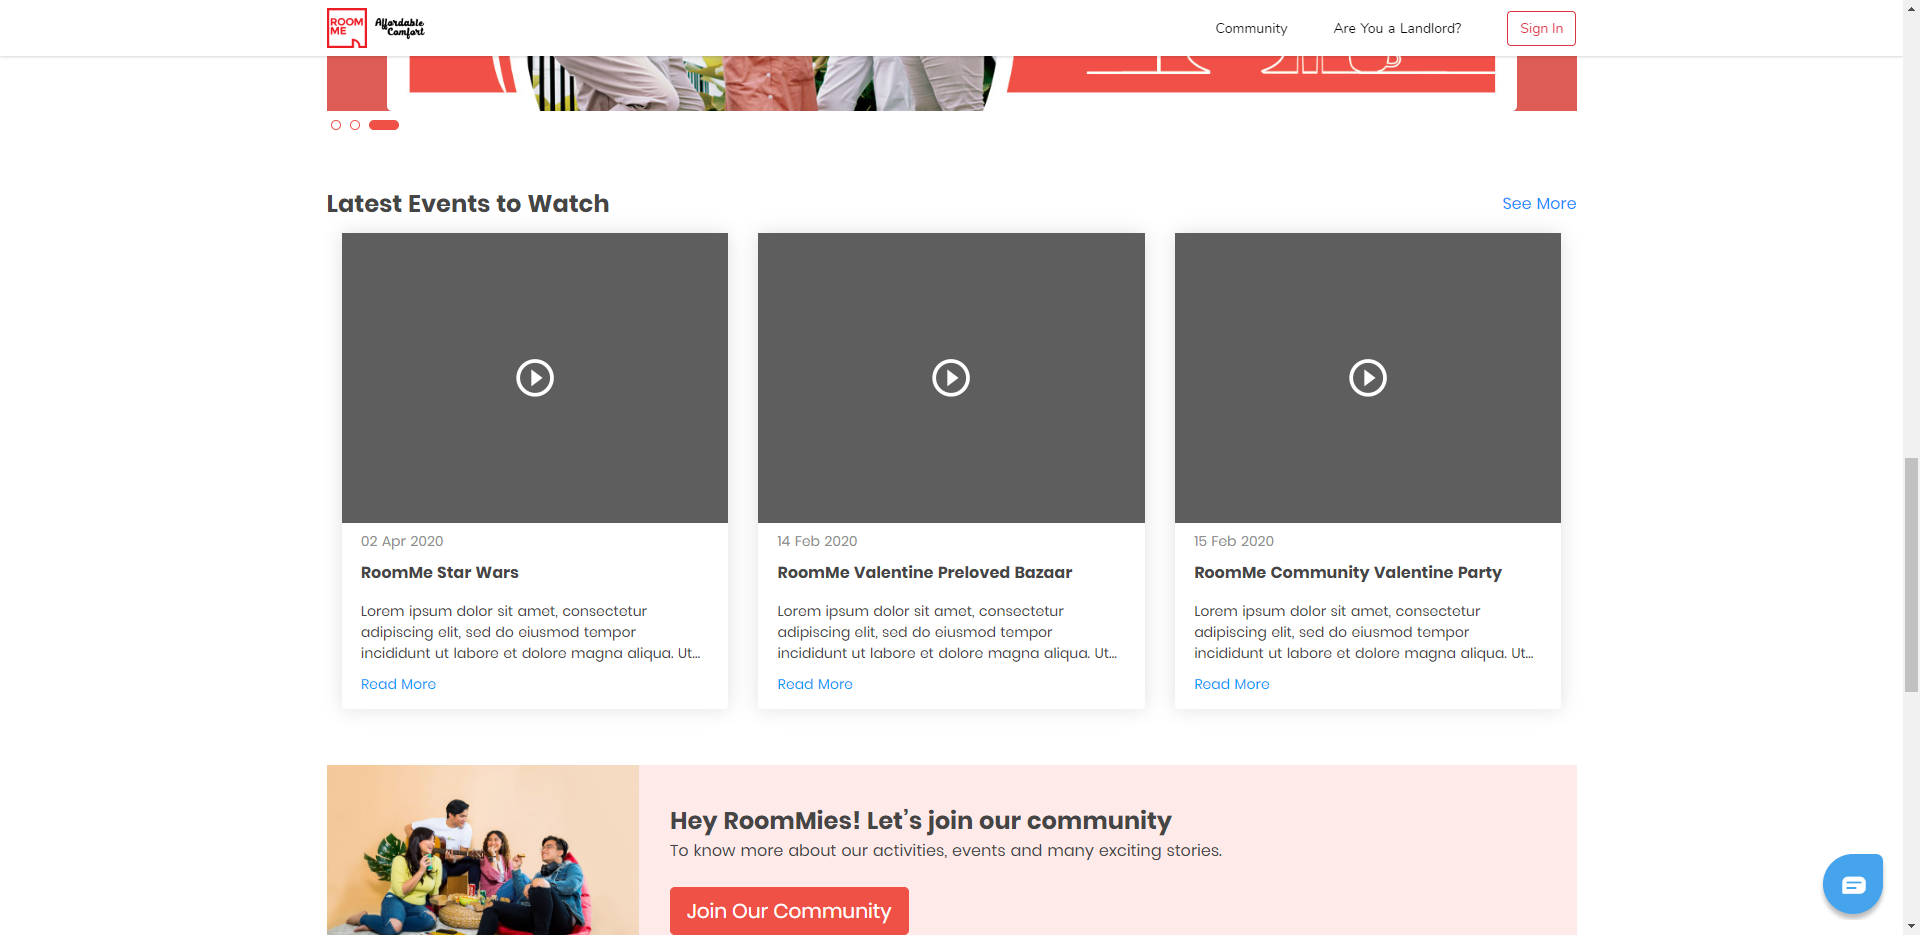 ROOM
ME
Affordable
Comfort
Community
Are You a Landlord?
Sign In
Latest Events to Watch
See More
02 Apr 2020
RoomMe Star Wars
Lorem ipsum dolor sit amet, consectetur
adipiscing elit, sed do eiusmod tempor
incididunt ut labore et dolore magna aliqua. Ut...
Read More
14 Feb 2020
RoomMe Valentine Preloved Bazaar
Lorem ipsum dolor sit amet, consectetur
adipiscing elit, sed do eiusmod tempor
incididunt ut labore et dolore magna aliqua. Ut...
Read More
15 Feb 2020
RoomMe Community Valentine Party
Lorem ipsum dolor sit amet, consectetur
adipiscing elit, sed do eiusmod tempor
incididunt ut labore et dolore magna aliqua. Ut...
Read More
Hey RoomMies! Let's join our community
To know more about our activities, events and many exciting stories.
Join Our Community